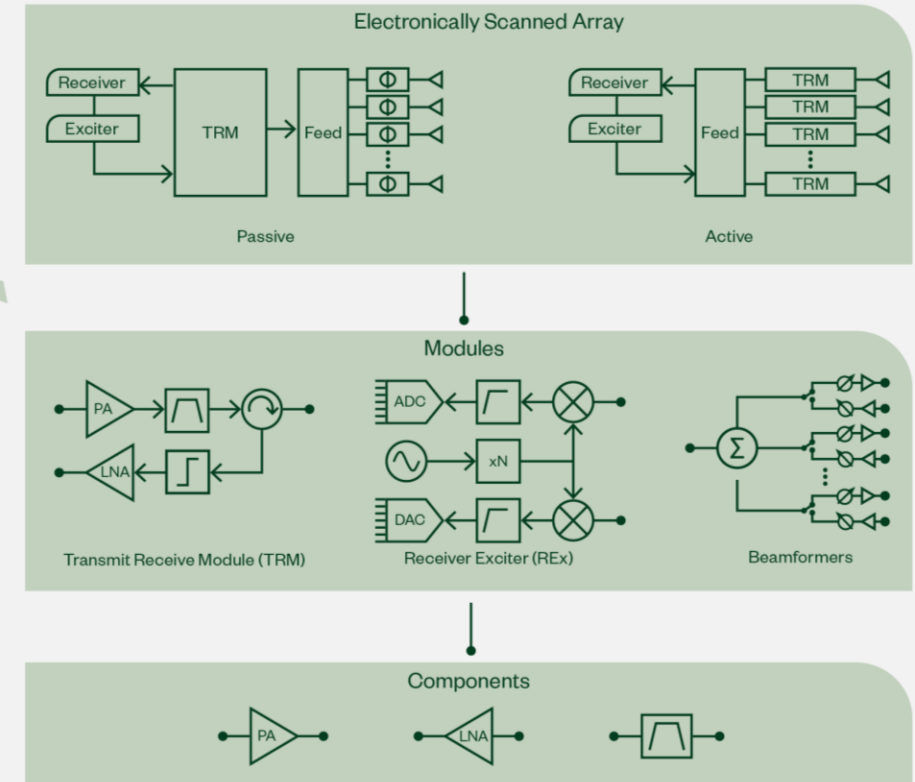 Electronically Scanned Array
Receiver
Exciter
TRM
Feed
Φ
Φ
Φ
Φ
Passive
Receiver
Exciter
Feed
TRM
TRM
TRM
TRM
Active
Modules
PA
LNA
Transmit Receive Module (TRM)
ADC
xN
DAC
Receiver Exciter (REx)
Σ
Beamformers
Components
PA
LNA